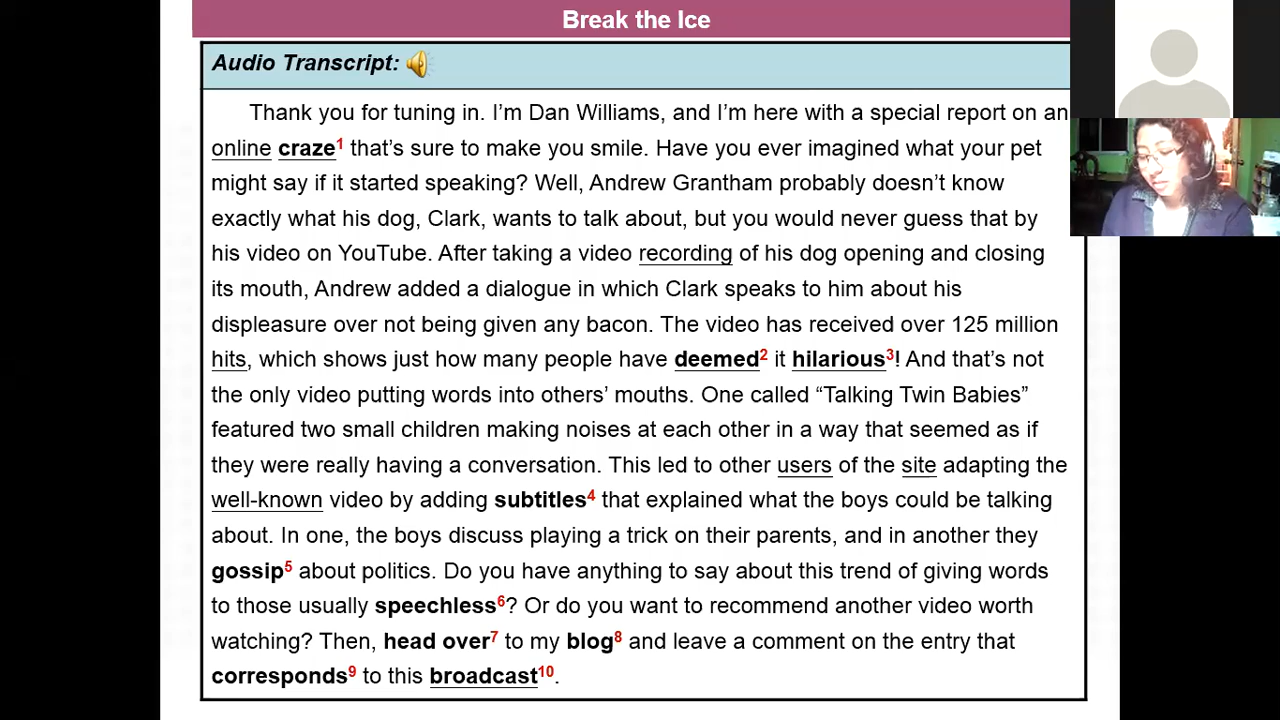 Break the Ice
Audio Transcript:
Thank you for tuning in. I’m Dan Williams, and I’m here with a special report on an
online craze1 that’s sure to make you smile. Have you ever imagined what your pet
might say if it started speaking? Well, Andrew Grantham probably doesn’t know
exactly what his dog, Clark, wants to talk about, but you would never guess that by
his video on YouTube. After taking a video recording of his dog opening and closing
its mouth, Andrew added a dialogue in which Clark speaks to him about his
displeasure over not being given any bacon. The video has received over 125 million
hits, which shows just how many people have deemed2 it hilarious3! And that’s not
the only video putting words into others’ mouths. One called “Talking Twin Babies”
featured two small children making noises at each other in a way that seemed as if
they were really having a conversation. This led to other users of the site adapting the
well-known video by adding subtitles4 that explained what the boys could be talking
about. In one, the boys discuss playing a trick on their parents, and in another they
gossip5 about politics. Do you have anything to say about this trend of giving words
to those usually speechless6? Or do you want to recommend another video worth
watching? Then, head over7 to my blog8 and leave a comment on the entry that
corresponds9 to this broadcast10.